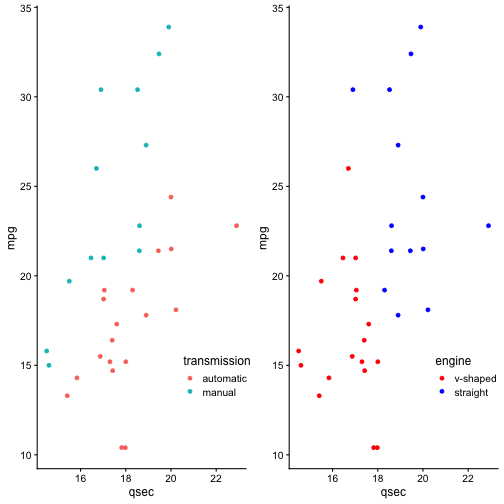 35
30
25
20
15
10
mpg
16 18 20 22
qsec
transmission
automatic
manual
35
30
25
20
15
10
mpg
16 18 20 22
qsec
engine
v-shaped
straight